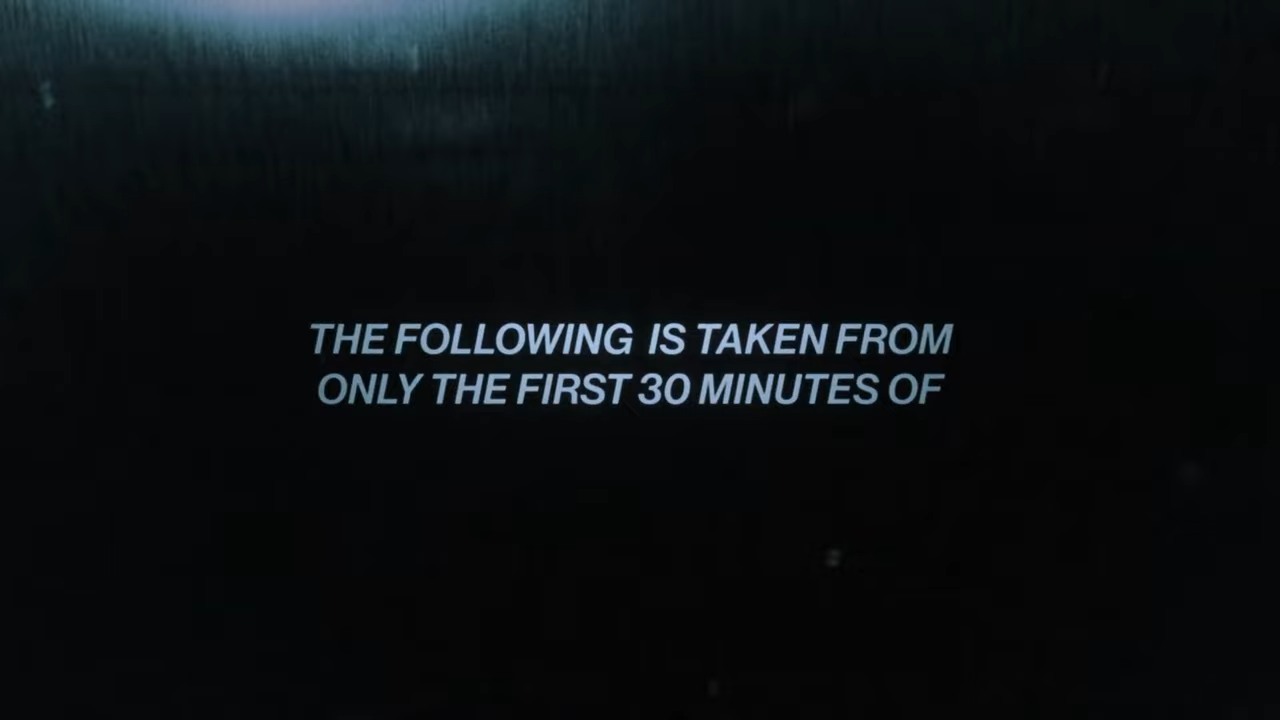 THE FOLLOWING IS TAKEN FROM
ONLY THE FIRST 30 MINUTES OF